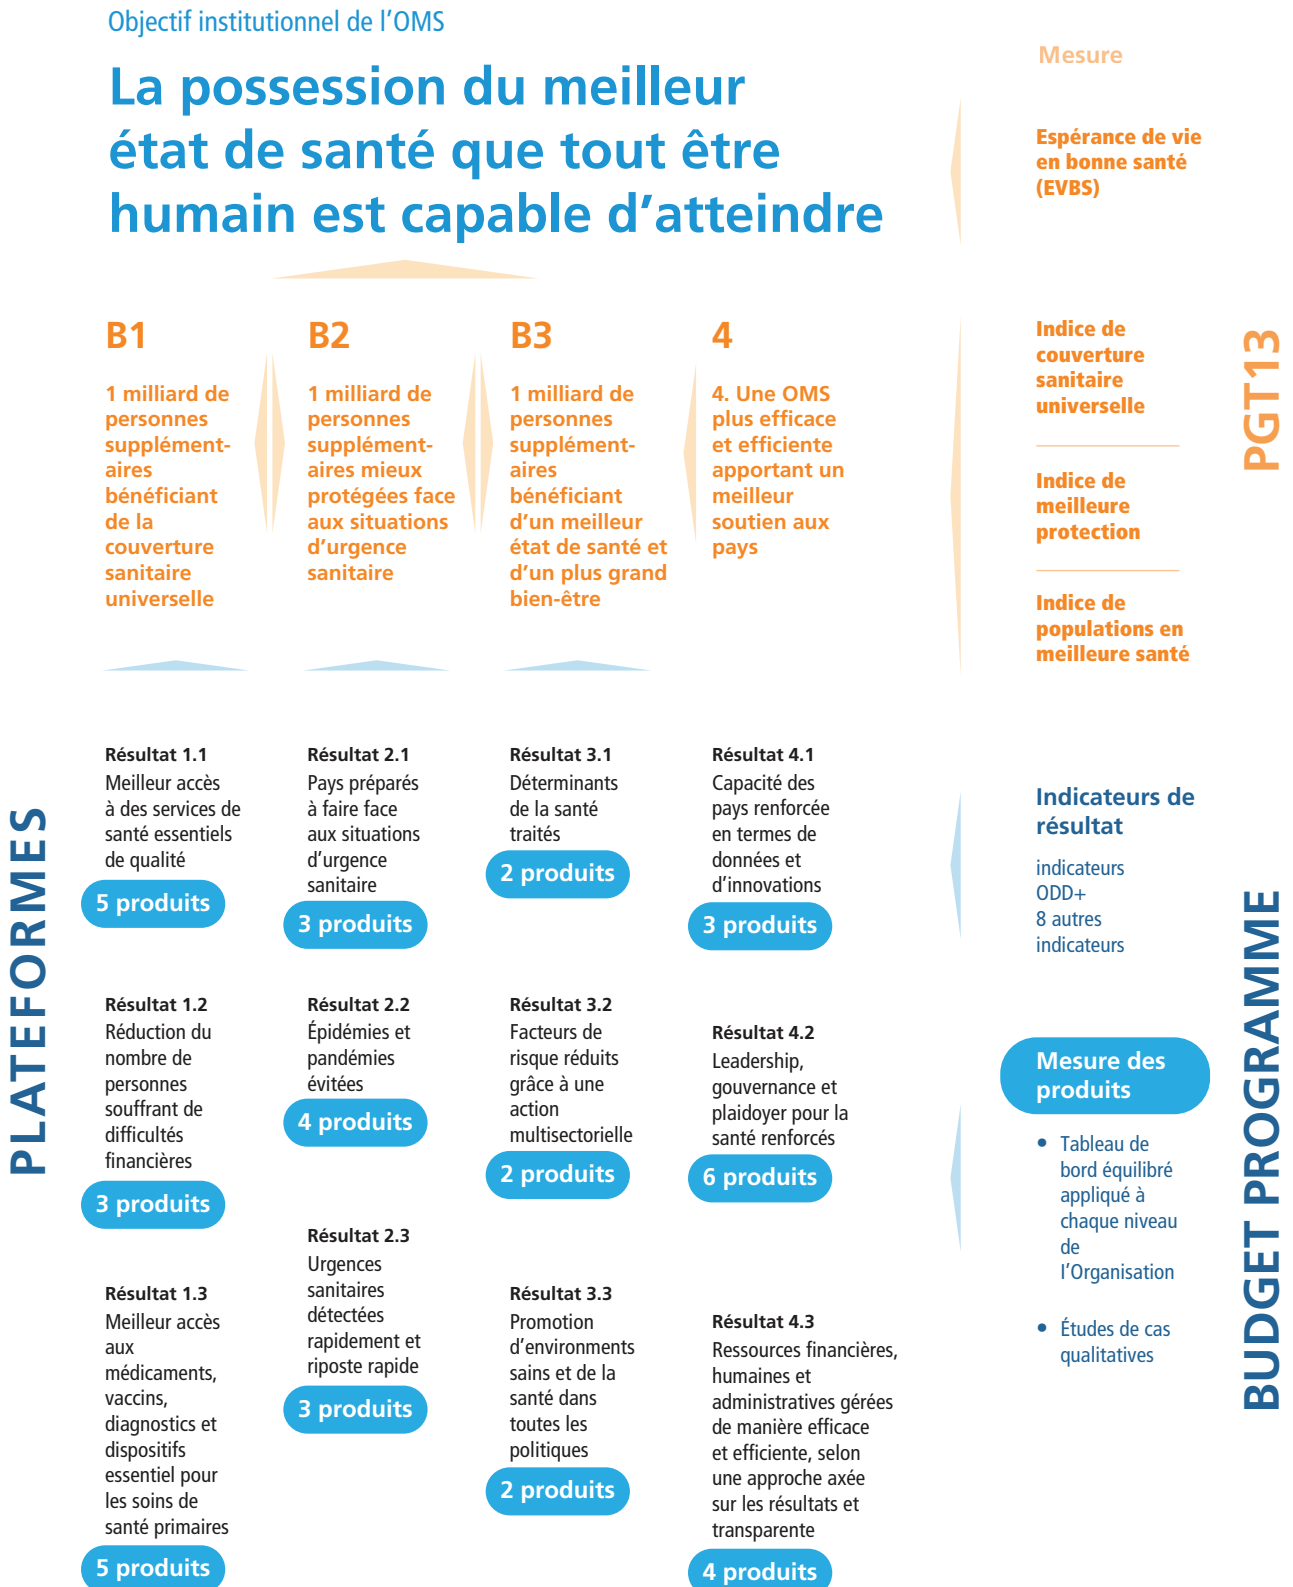 Objectif institutionnel de l’OMS
La possession du meilleur
état de santé que tout être
humain est capable d’atteindre
Mesure
Espérance de vie
en bonne santé
(EVBS)
B1
1 milliard de
personnes
supplément-
aires
bénéficiant
de la
couverture
sanitaire
universelle
B2
1 milliard de
personnes
supplément-
aires mieux
protégées face
aux situations
d’urgence
sanitaire
B3
1 milliard de
personnes
supplément-
aires
bénéficiant
d’un meilleur
état de santé et
d’un plus grand
bien-être
4
4. Une OMS
plus efficace
et efficiente
apportant un
meilleur
soutien aux
pays
Indice de
couverture
sanitaire
universelle
Indice de
meilleure
protection
Indice de
populations en
meilleure santé
PGT13
PLATEFORMES
Résultat 1.1
Meilleur accès
à des services de
santé essentiels
de qualité
5 produits
Résultat 1.2
Réduction du
nombre de
personnes
souffrant de
difficultés
financières
3 produits
Résultat 1.3
Meilleur accès
aux
médicaments,
vaccins,
diagnostics et
dispositifs
essentiel pour
les soins de
santé primaires
5 produits
Résultat 2.1
Pays préparés
à faire face
aux situations
d’urgence
sanitaire
3 produits
Résultat 2.2
Épidémies et
pandémies
évitées
4 produits
Résultat 2.3
Urgences
sanitaires
détectées
rapidement et
riposte rapide
3 produits
Résultat 3.1
Déterminants
de la santé
traités
2 produits
Résultat 3.2
Facteurs de
risque réduits
grâce à une
action
multisectorielle
2 produits
Résultat 3.3
Promotion
d’environments
sains et de la
santé dans
toutes les
politiques
2 produits
Résultat 4.1
Capacité des
pays renforcée
en termes de
données et
d’innovations
3 produits
Résultat 4.2
Leadership,
gouvernance et
plaidoyer pour la
santé renforcés
6 produits
Résultat 4.3
Ressources financières,
humaines et
administratives gérées
de manière efficace
et efficiente, selon
une approche axée
sur les résultats et
transparente
4 produits
Indicateurs de
résultat
indicateurs
ODD+
8 autres
indicateurs
Mesure des
produits
• Tableau de
bord équilibré
appliqué à
chaque niveau
de
l’Organisation
• Études de cas
qualitatives
BUDGET PROGRAMME